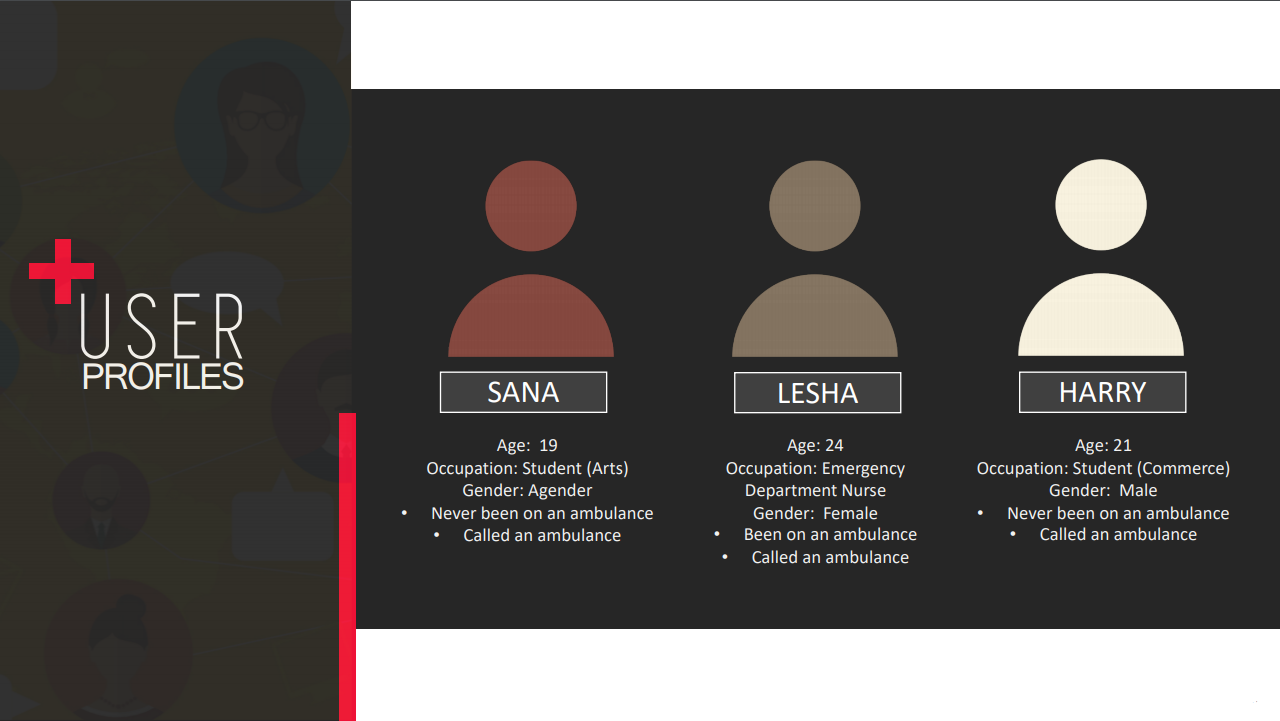 USER
PROFILES
SANA
Age: 19
Occupation: Student (Arts)
Gender: Agender
• Never been on an ambulance
• Called an ambulance
LESHA
Age: 24
Occupation: Emergency
Department Nurse
Gender: Female
• Been on an ambulance
• Called an ambulance
HARRY
Age: 21
Occupation: Student (Commerce)
Gender: Male
• Never been on an ambulance
• Called an ambulance